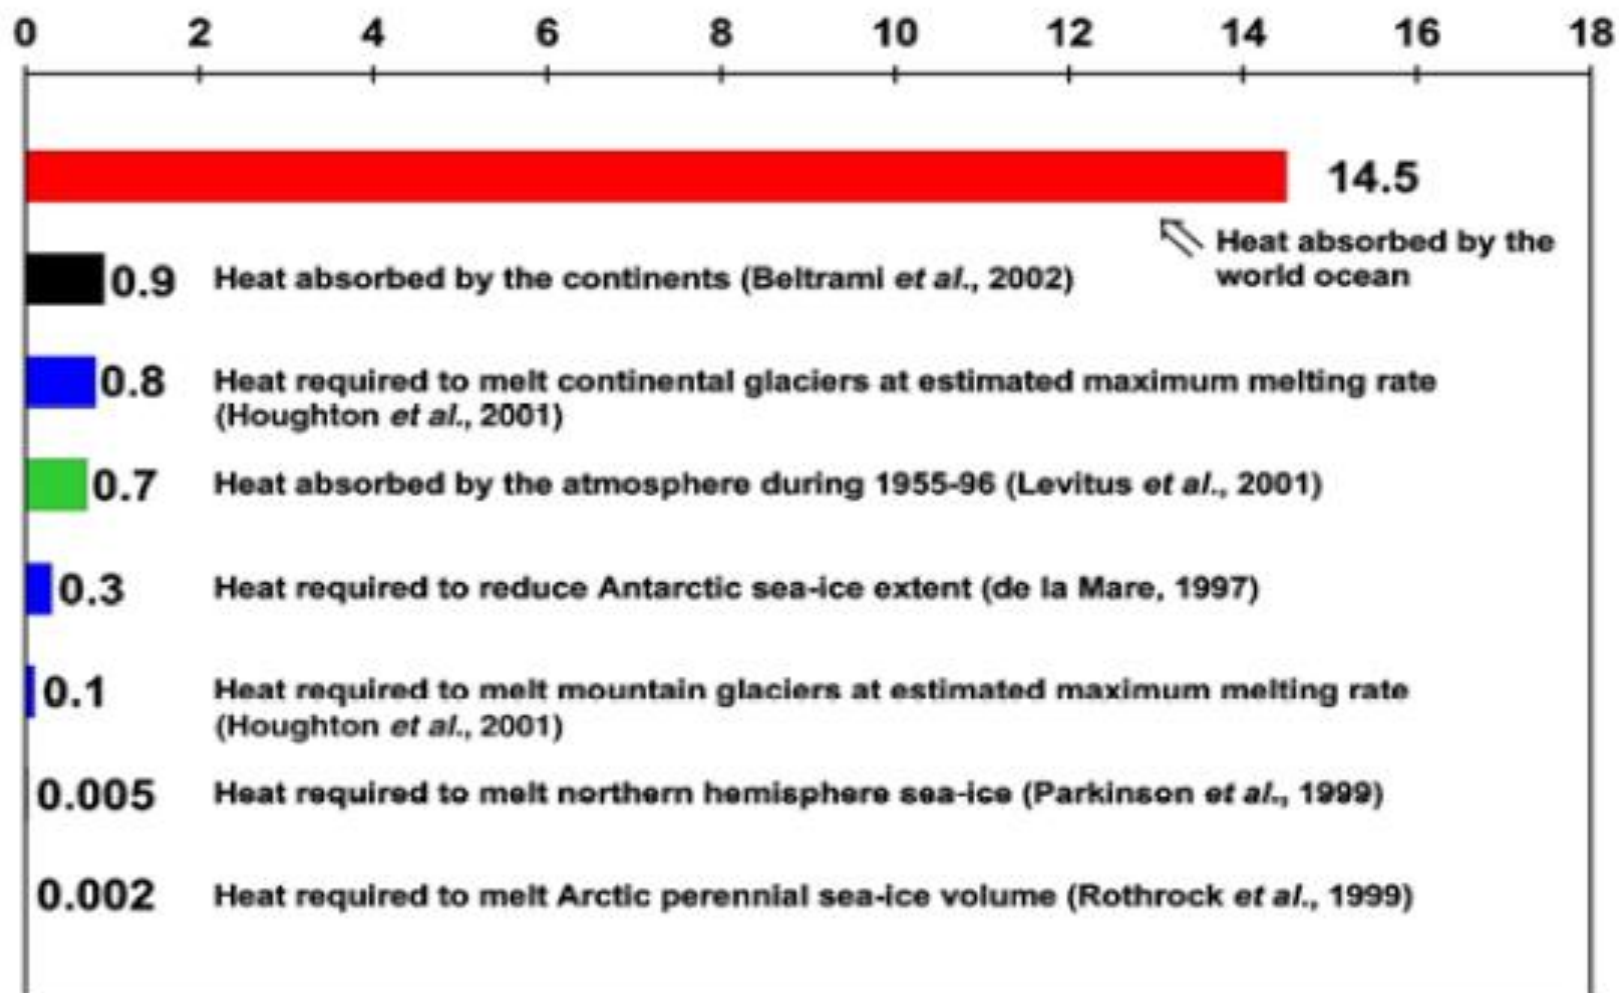 0 2 4 6 8 10 12 14 16 18
14.5
Heat absorbed by the
world ocean
0.9 Heat absorbed by the continents (Beltrami et al., 2002)
0.8 Heat required to melt continental glaciers at estimated maximum melting rate
(Houghton et al., 2001)
0.7 Heat absorbed by the atmosphere during 1955-96 (Levitus et al., 2001)
0.3 Heat required to reduce Antarctic sea-ice extent (de la Mare, 1997)
0.1 Heat required to melt mountain glaciers at estimated maximum melting rate
(Houghton et al., 2001)
0.005 Heat required to melt northern hemisphere sea-ice (Parkinson et al., 1999)
0.002 Heat required to melt Arctic perennial sea-ice volume (Rothrock et al., 1999)